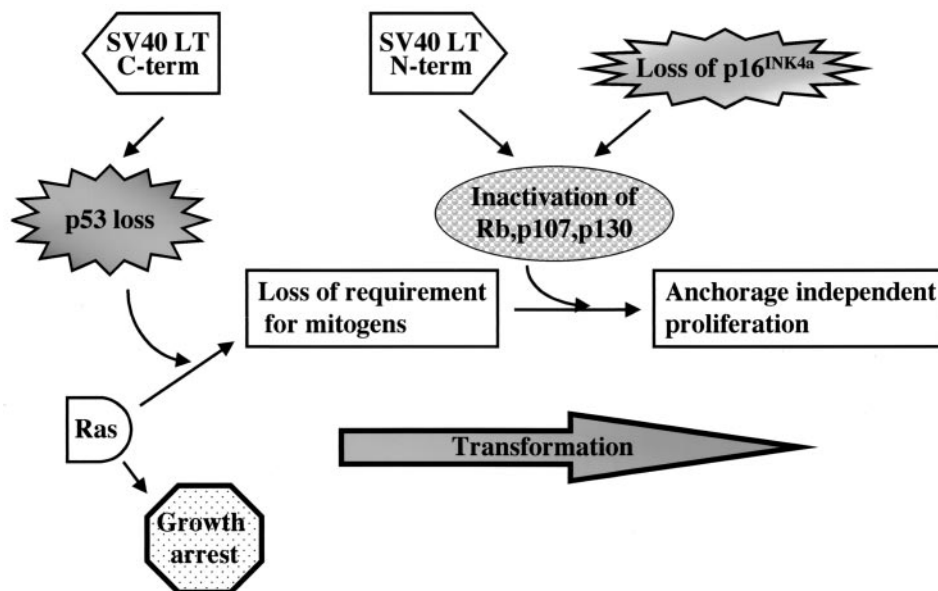 SV40 LT
C-term
SV40 LT
N-term
Loss of p16INK4a
p53 loss
Inactivation of
Rb,p107,p130
Loss of requirement
for mitogens
Anchorage independent
proliferation
Ras
Transformation
Growth
arrest